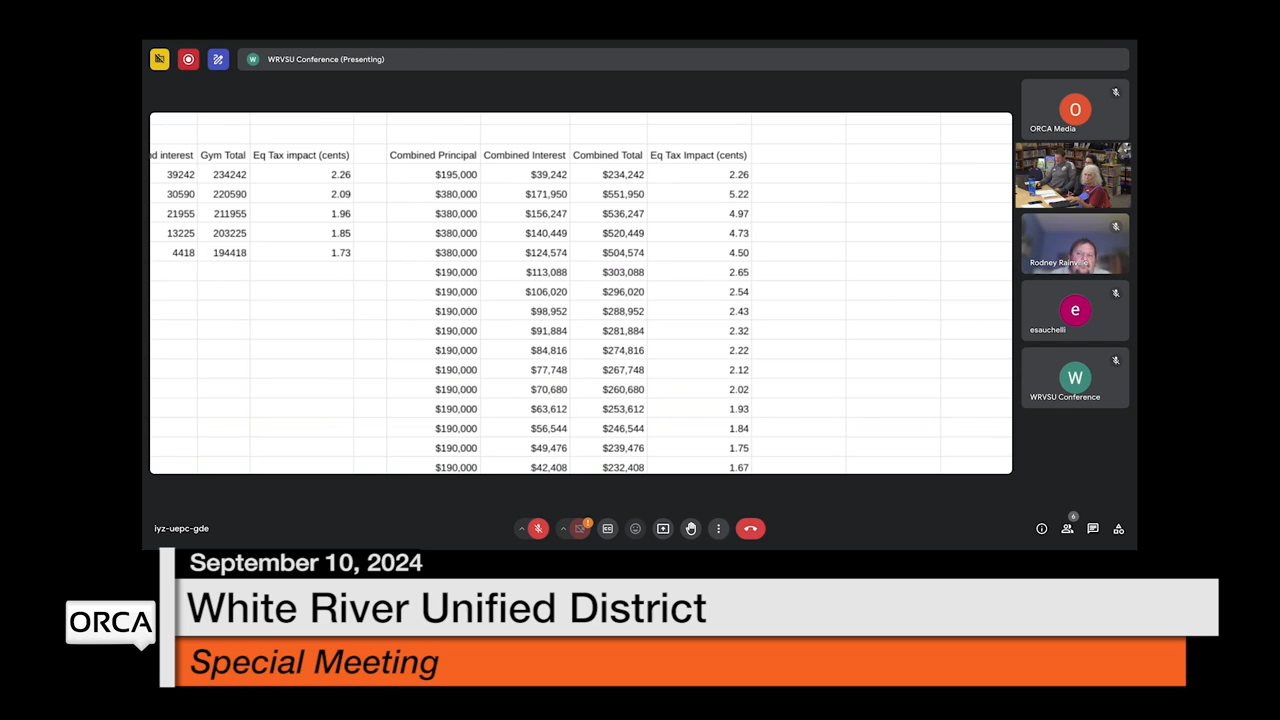 WRVSU Conference (Presenting)
nd interest Gym Total Eq Tax impact (cents) Combined Principal Combined Interest Combined Total Eq Tax Impact (cents)
39242 234242 2.26 $195,000 $39,242 $234,242 2.26
30590 220590 2.09 $380,000 $171,950 $551,950 5.22
21955 211955 1.96 $380,000 $156,247 $536,247 4.97
13225 203225 1.85 $380,000 $140,449 $520,449 4.73
4418 194418 1.73 $380,000 $124,574 $504,574 4.50
$190,000 $113,088 $303,088 2.65
$190,000 $106,020 $296,020 2.54
$190,000 $98,952 $288,952 2.43
$190,000 $91,884 $281,884 2.32
$190,000 $84,816 $274,816 2.22
$190,000 $77,748 $267,748 2.12
$190,000 $70,680 $260,680 2.02
$190,000 $63,612 $253,612 1.93
$190,000 $56,544 $246,544 1.84
$190,000 $49,476 $239,476 1.75
$190,000 $42,408 $232,408 1.67
O
ORCA Media
Rodney Rainville
e
esauchelli
W
WRVSU Conference
iyz-uepc-gde
6
September 10, 2024
White River Unified District
ORCA
Special Meeting